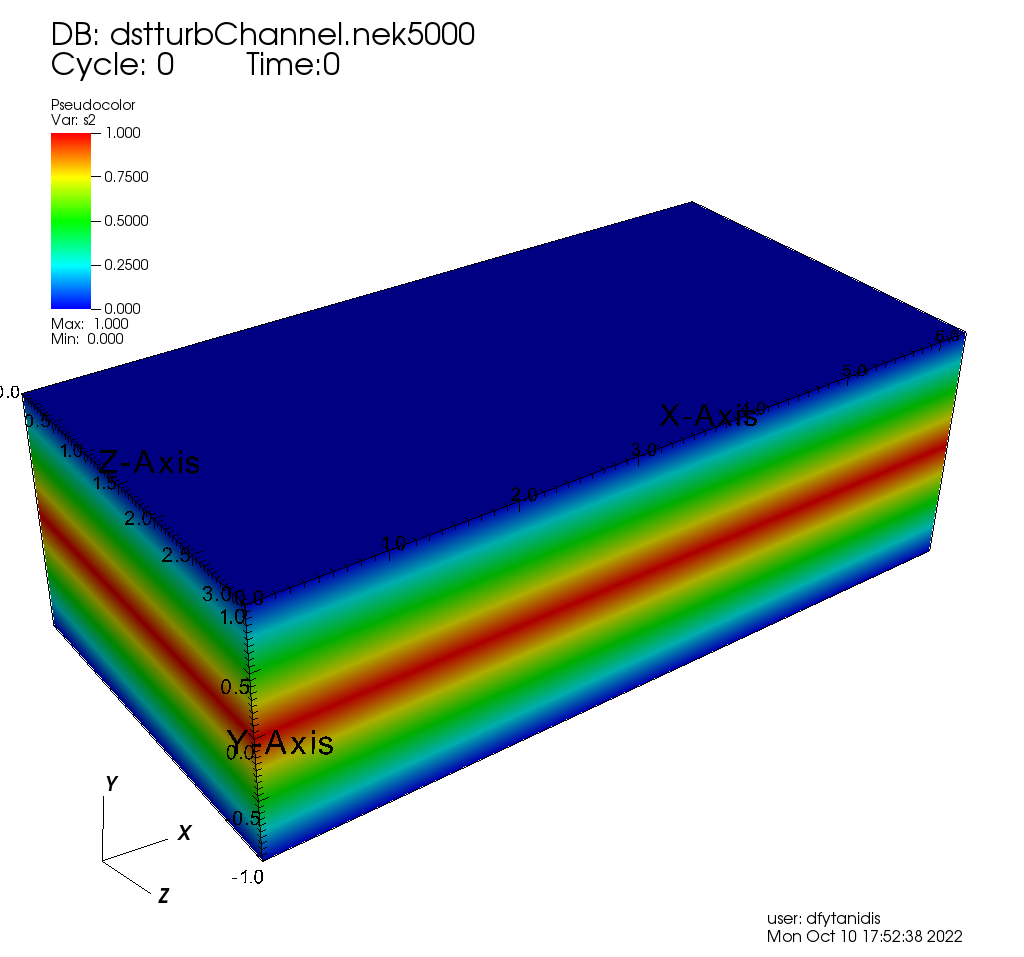 DB: dstturbChannel.nek5000
Cycle: 0 Time:0
Pseudocolor
Var: s2
1.000
0.7500
0.5000
0.2500
0.000
Max: 1.000
Min: 0.000
0.0
0.5
1.0
1.5
2.0
2.5
3.0
Z-Axis
0.0
1.0
2.0
3.0
4.0
5.0
6.3
X-Axis
1.0
0.5
0.0
-0.5
-1.0
Y-Axis
Y
X
Z
user: dfytanidis
Mon Oct 10 17:52:38 2022